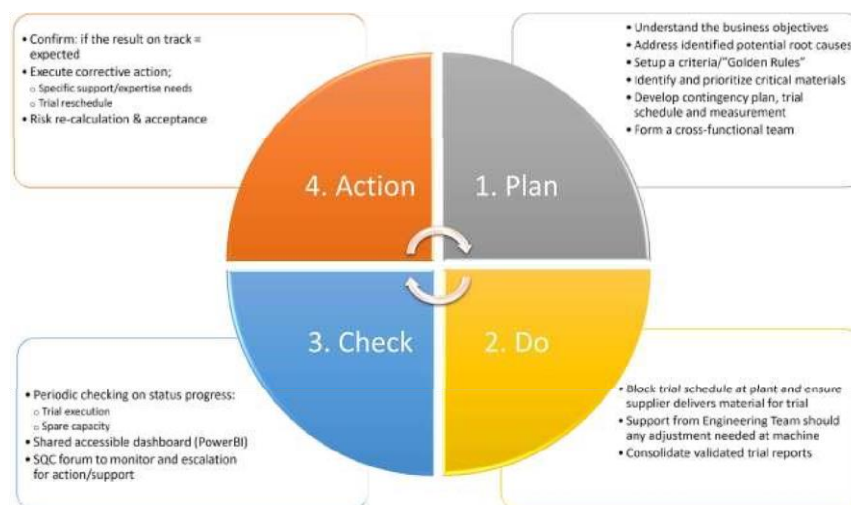 • Confirm: if the result on track =
expected
• Execute corrective action;
o Specific support/expertise needs
o Trial reschedule
• Risk re-calculation & acceptance
• Understand the business objectives
• Address identified potential root causes
• Setup a criteria/"Golden Rules"
• Identify and prioritize critical materials
• Develop contingency plan, trial
schedule and measurement
• Form a cross-functional team
4. Action
1. Plan
3. Check
2. Do
• Periodic checking on status progress:
o Trial execution
o Spare capacity
• Shared accessible dashboard (PowerBI)
• SQC forum to monitor and escalation
for action/support
• Block trial schedule at plant and ensure
supplier delivers material for trial
• Support from Engineering Team should
any adjustment needed at machine
• Consolidate validated trial reports